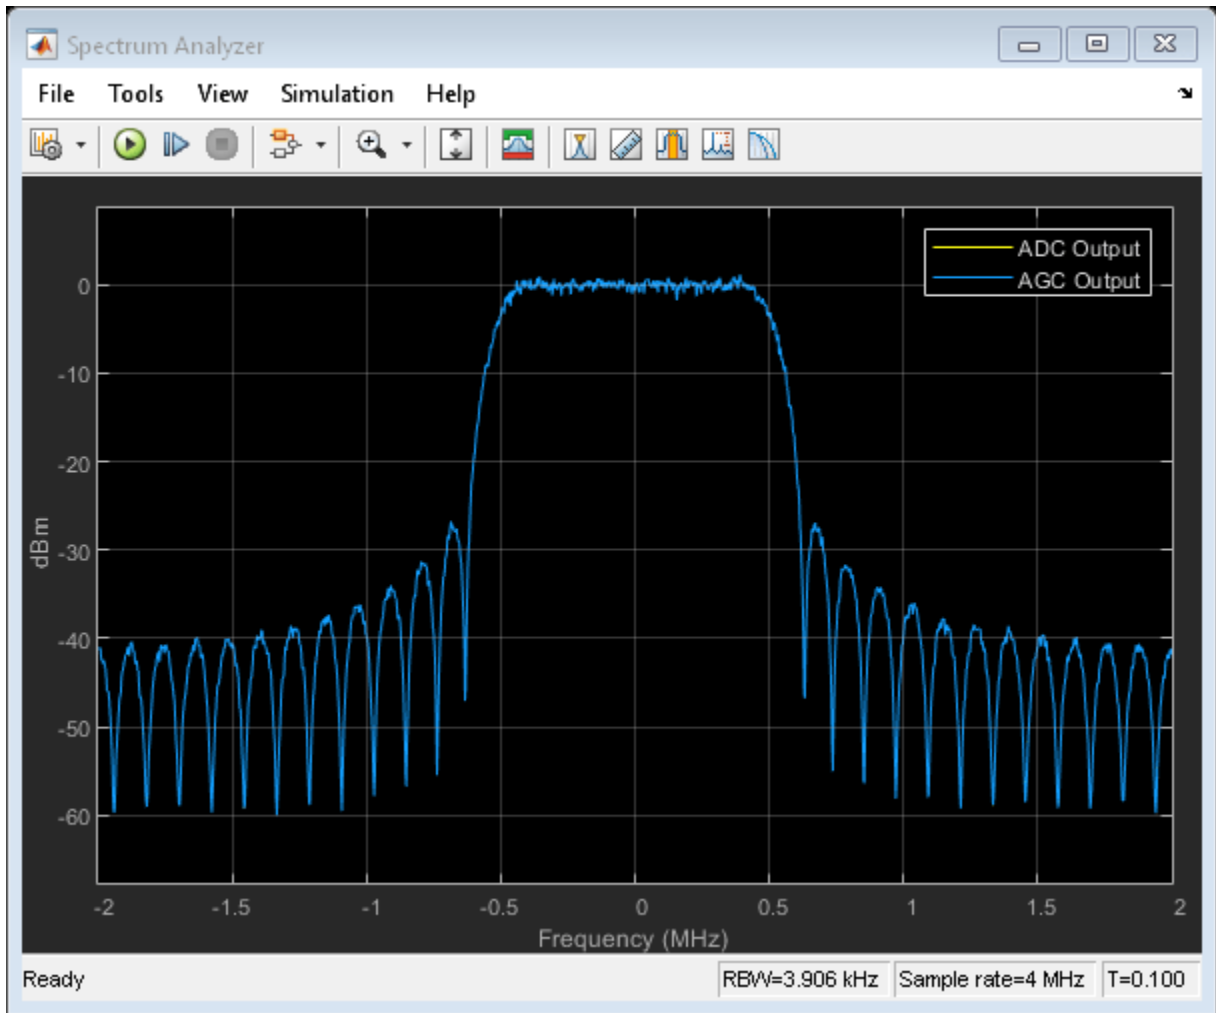 Spectrum Analyzer
File Tools View Simulation Help
ADC Output
AGC Output
0
-10
-20
-30
-40
-50
-60
dBm
-2 -1.5 -1 -0.5 0 0.5 1 1.5 2
Frequency (MHz)
Ready RBW=3.906 kHz Sample rate=4 MHz T=0.100